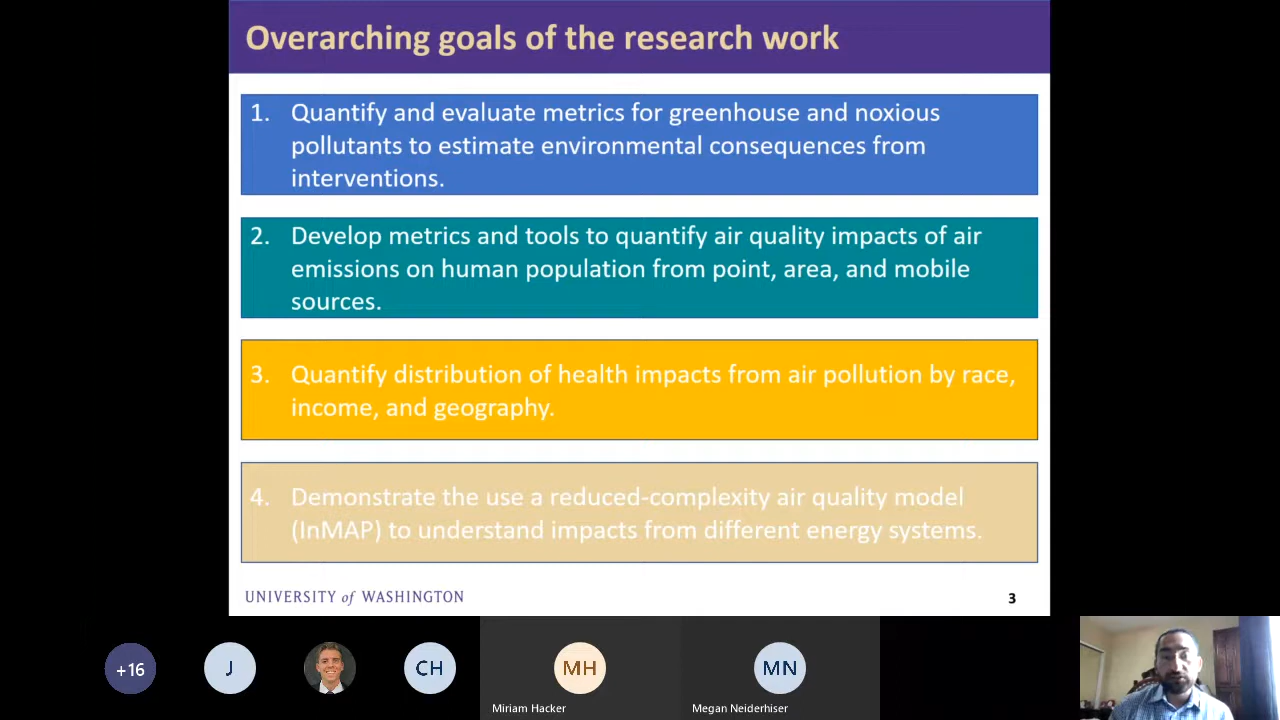 Overarching goals of the research work
1. Quantify and evaluate metrics for greenhouse and noxious
pollutants to estimate environmental consequences from
interventions.
2. Develop metrics and tools to quantify air quality impacts of air
emissions on human population from point, area, and mobile
sources.
3. Quantify distribution of health impacts from air pollution by race,
income, and geography.
4. Demonstrate the use a reduced-complexity air quality model
(InMAP) to understand impacts from different energy systems.
UNIVERSITY of WASHINGTON
3
+16
J
CH
MH
MN
Miriam Hacker
Megan Neiderhiser